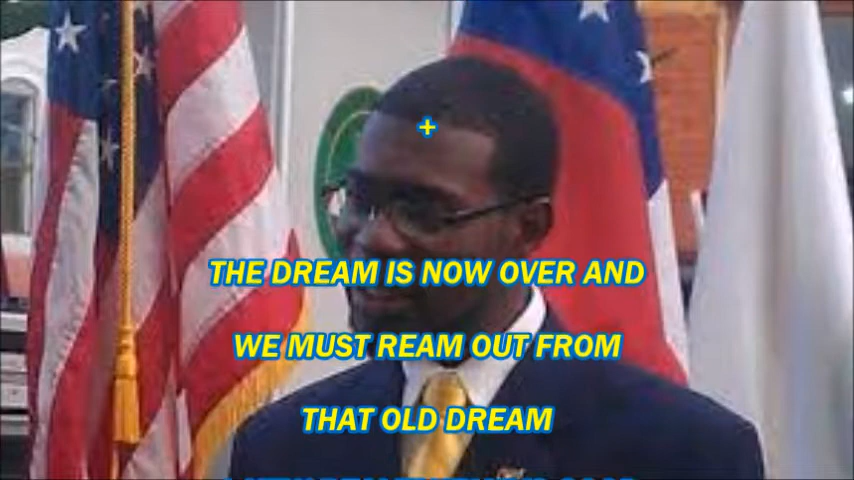 +
THE DREAM IS NOW OVER AND
WE MUST REAM OUT FROM
THAT OLD DREAM